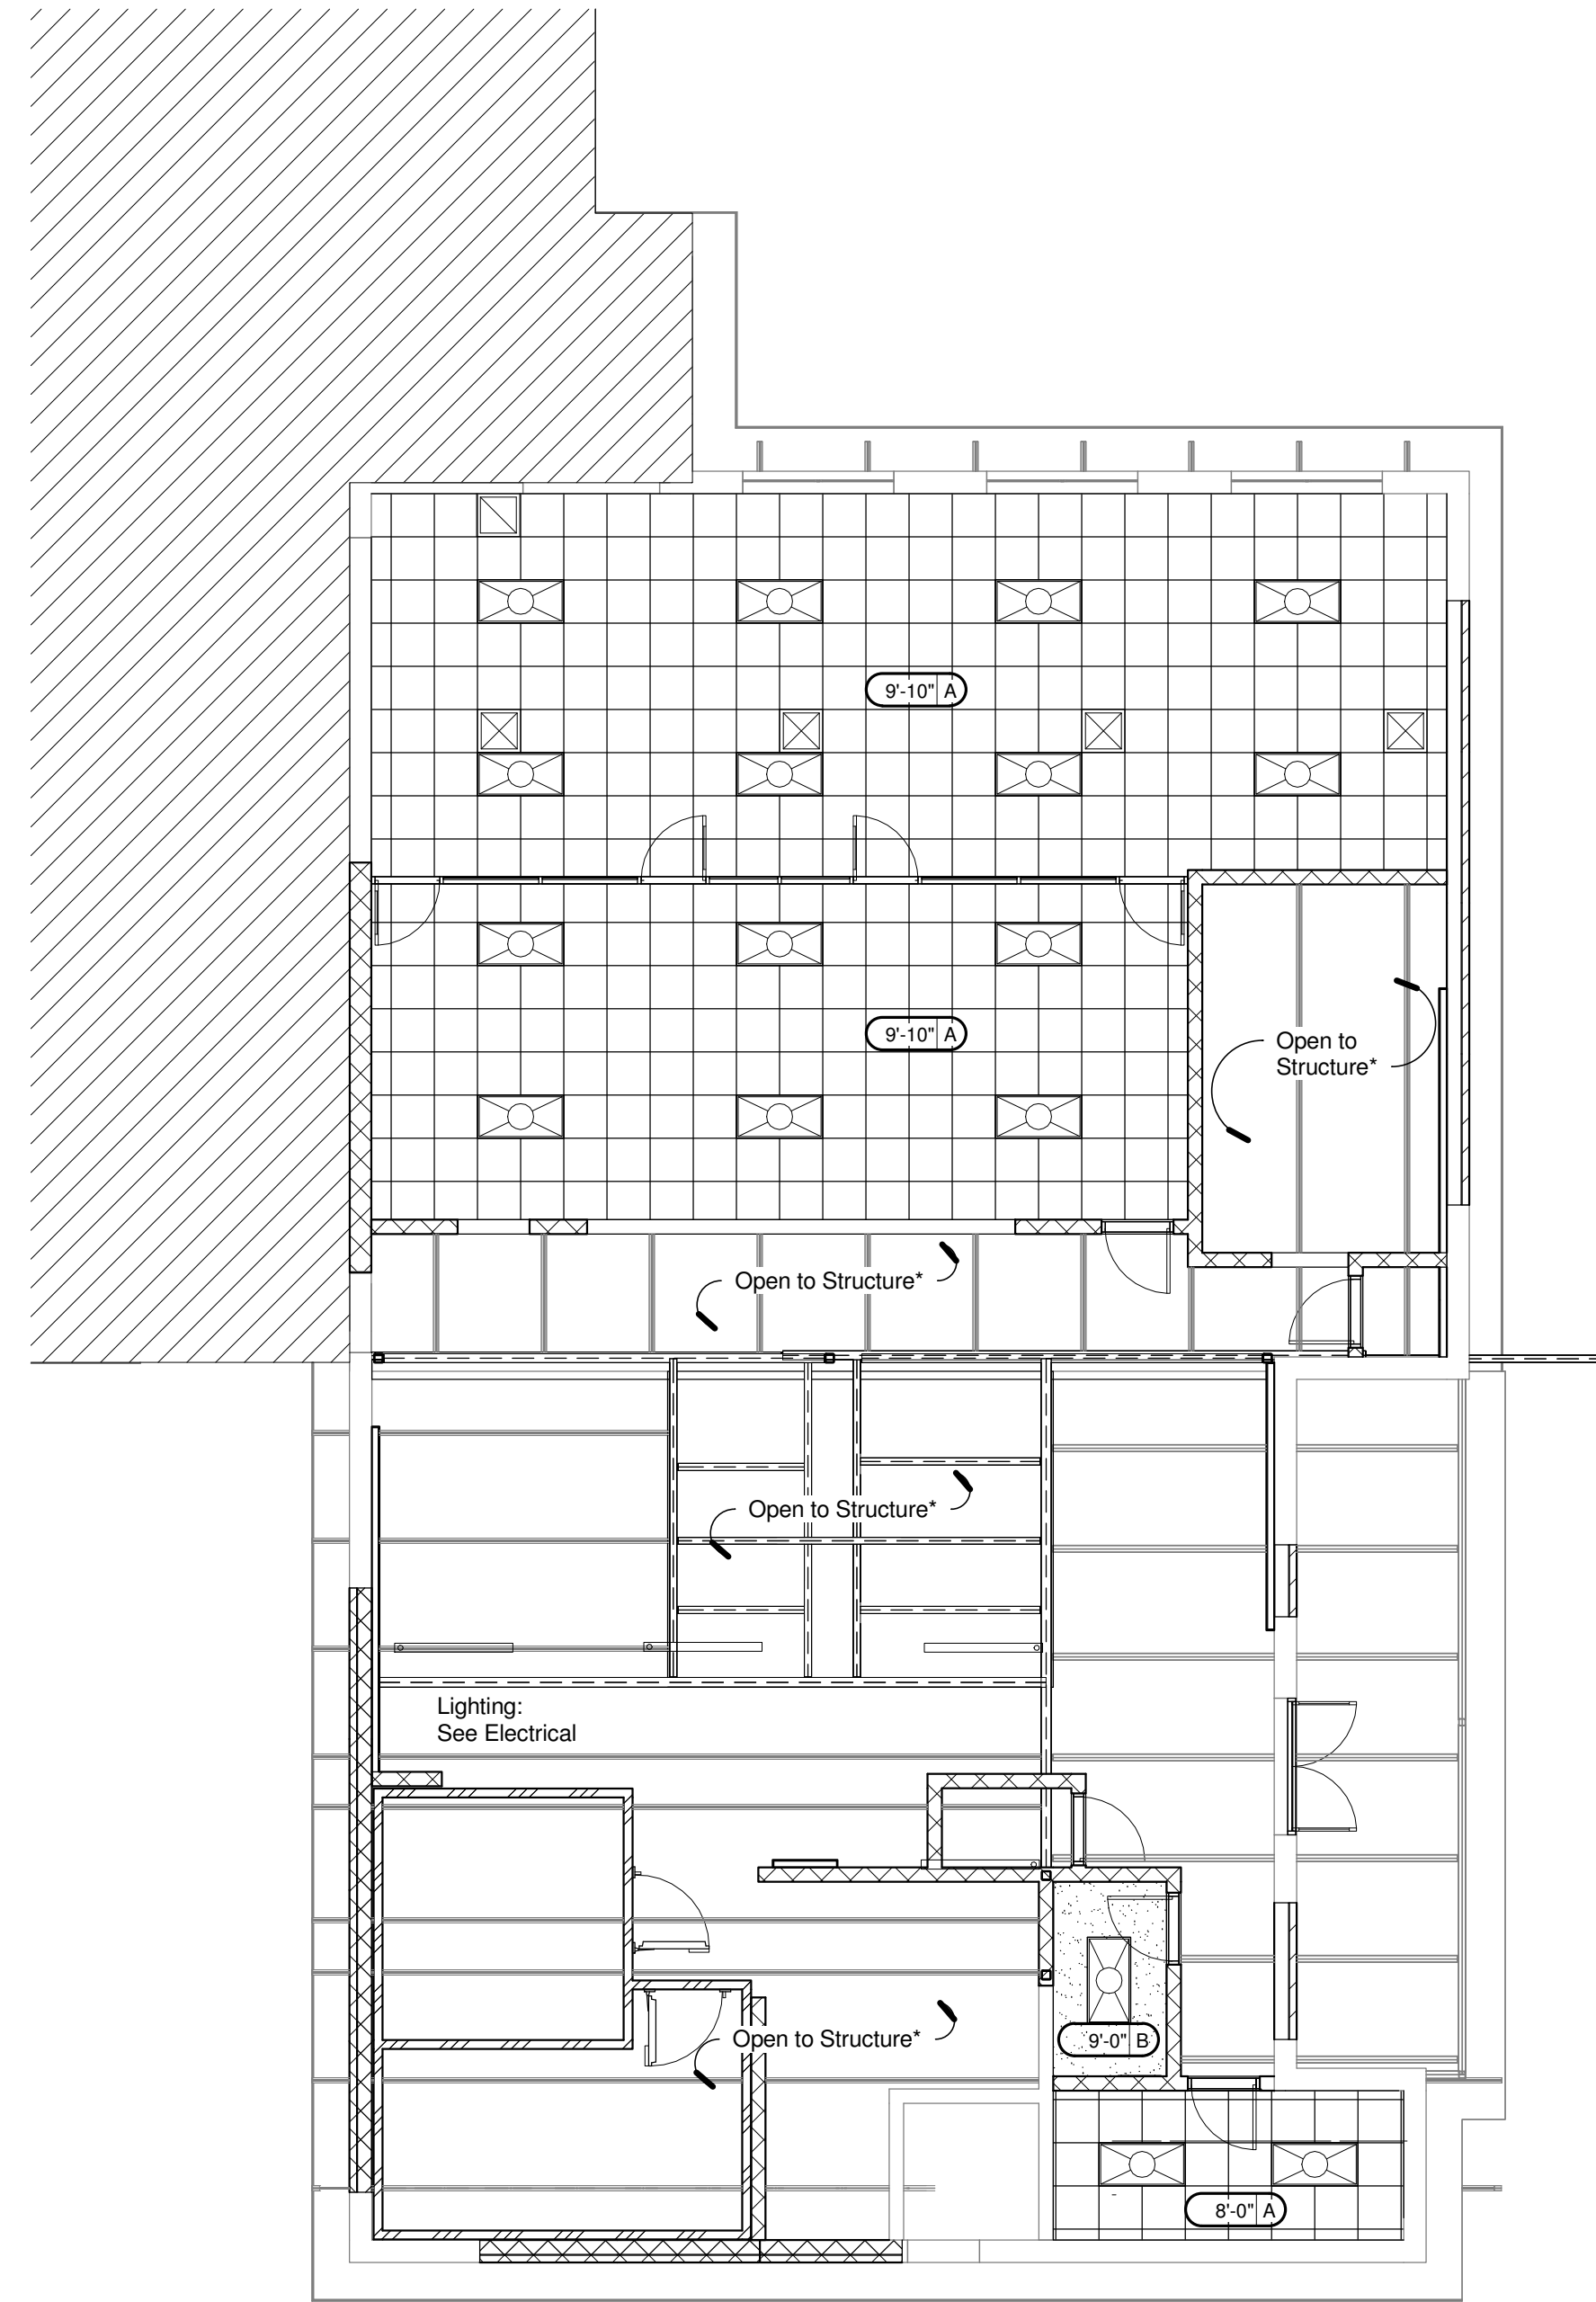 9'-10" A
9'-10" A
Open to
Structure*
Open to Structure*
Open to Structure*
Lighting:
See Electrical
Open to Structure*
9'-0" B
8'-0" A